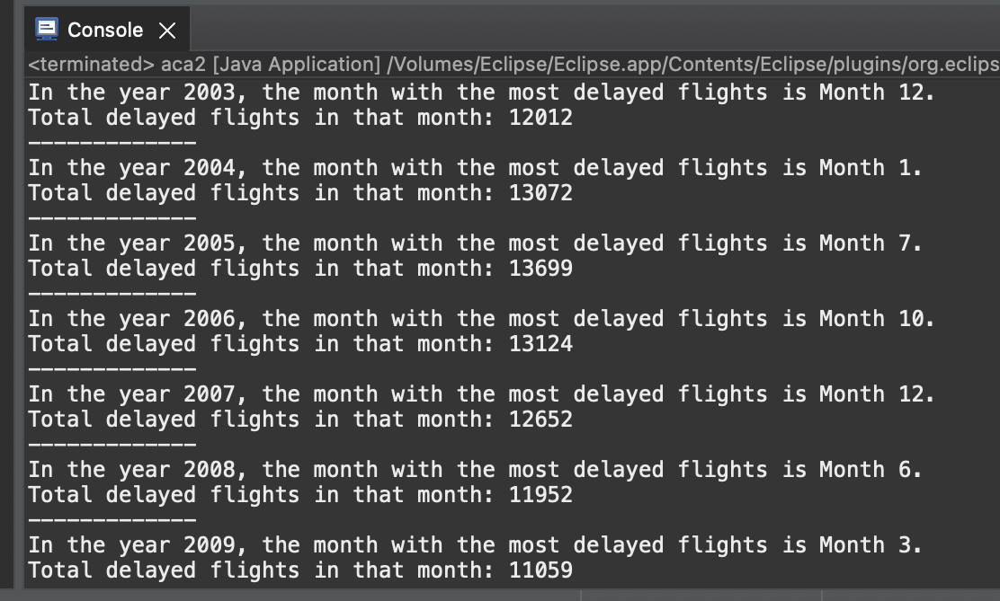 Console
<terminated> aca2 [Java Application] /Volumes/Eclipse/Eclipse.app/Contents/Eclipse/plugins/org.eclips
In the year 2003, the month with the most delayed flights is Month 12.
Total delayed flights in that month: 12012
-------------
In the year 2004, the month with the most delayed flights is Month 1.
Total delayed flights in that month: 13072
-------------
In the year 2005, the month with the most delayed flights is Month 7.
Total delayed flights in that month: 13699
-------------
In the year 2006, the month with the most delayed flights is Month 10.
Total delayed flights in that month: 13124
-------------
In the year 2007, the month with the most delayed flights is Month 12.
Total delayed flights in that month: 12652
-------------
In the year 2008, the month with the most delayed flights is Month 6.
Total delayed flights in that month: 11952
-------------
In the year 2009, the month with the most delayed flights is Month 3.
Total delayed flights in that month: 11059